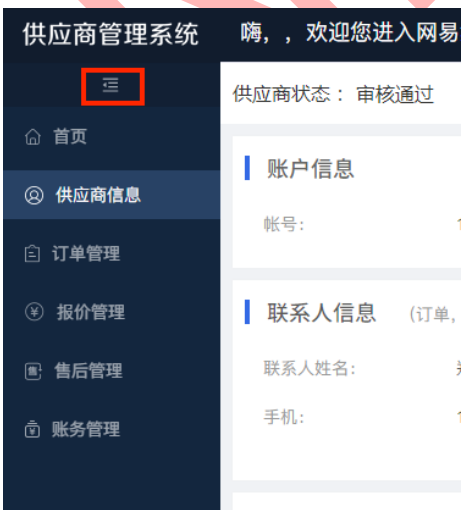 供应商管理系统
嗨，，欢迎您进入网易
供应商状态：审核通过
首页
供应商信息
订单管理
报价管理
售后管理
账务管理
账户信息
帐号:
联系人信息 (订单,
联系人姓名:
手机: